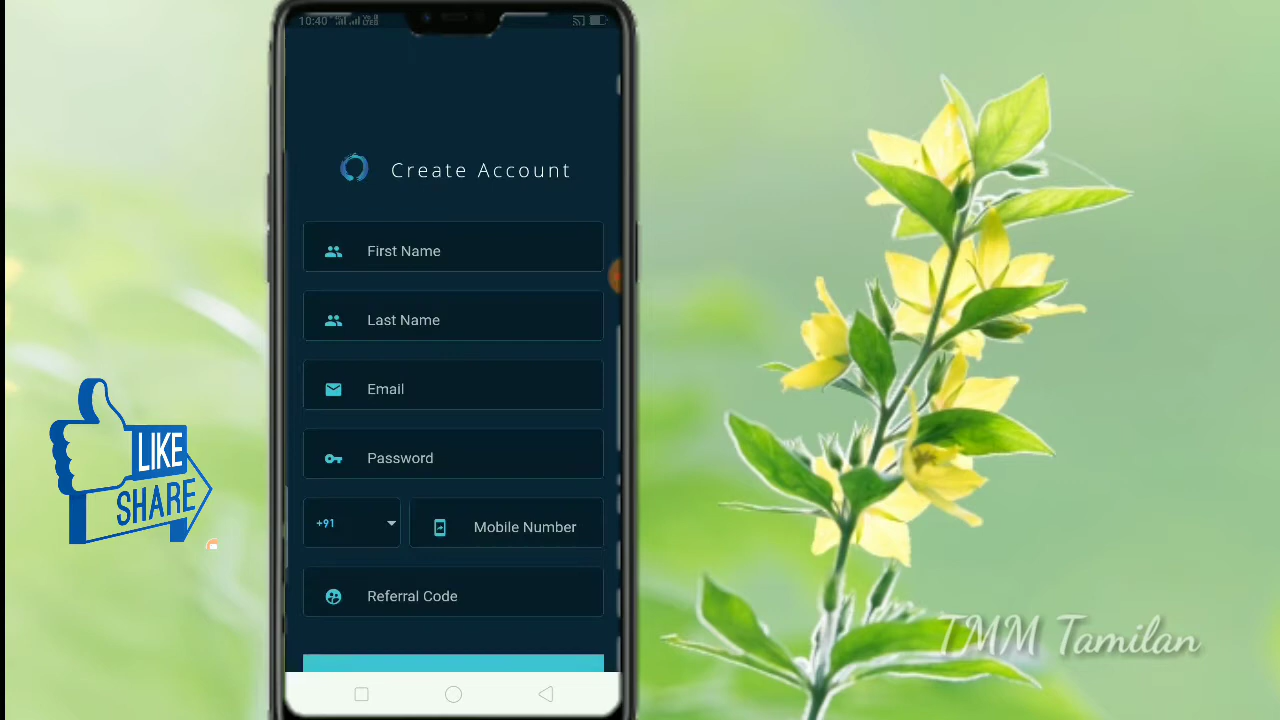 10:40
Create Account
First Name
Last Name
Email
Password
+91
Mobile Number
Referral Code
LIKE
SHARE
TMM Tamilan